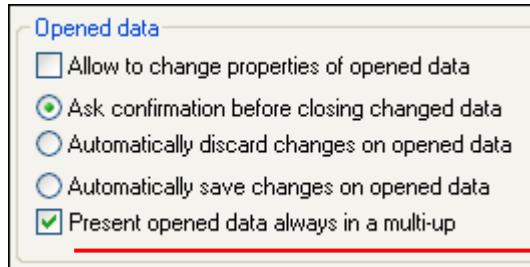 Opened data
Allow to change properties of opened data
Ask confirmation before closing changed data
Automatically discard changes on opened data
Automatically save changes on opened data
Present opened data always in a multi-up